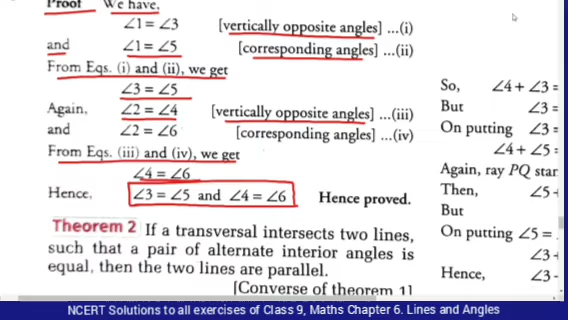 Proof We have,
∠1 = ∠3 [vertically opposite angles] ...(i)
and ∠1 = ∠5 [corresponding angles] ...(ii)
From Eqs. (i) and (ii), we get
∠3 = ∠5
Again, ∠2 = ∠4 [vertically opposite angles] ...(iii)
and ∠2 = ∠6 [corresponding angles] ...(iv)
From Eqs. (iii) and (iv), we get
∠4 = ∠6
Hence, ∠3 = ∠5 and ∠4 = ∠6 Hence proved.
Theorem 2 If a transversal intersects two lines,
such that a pair of alternate interior angles is
equal, then the two lines are parallel.
[Converse of theorem 1]
So, ∠4 + ∠3 =
But ∠3 =
On putting ∠3 =
∠4 + ∠5 =
Again, ray PQ stan
Then, ∠5 +
But
On putting ∠5 =
∠3 +
Hence, ∠3 -
NCERT Solutions to all exercises of Class 9, Maths Chapter 6. Lines and Angles